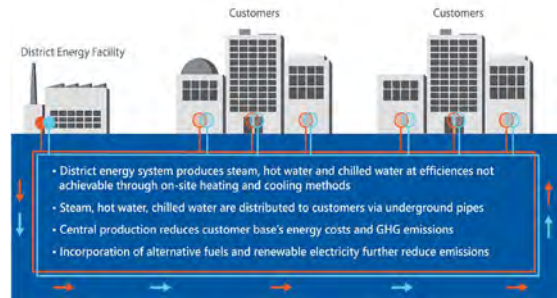 Customers
Customers
District Energy Facility
• District energy system produces steam, hot water and chilled water at efficiences not
achievable through on-site heating and cooling methods
• Steam, hot water, chilled water are distributed to customers via underground pipes
• Central production reduces customer base's energy costs and GHG emissions
• Incorporation of alternative fuels and renewable electricity further reduce emissions